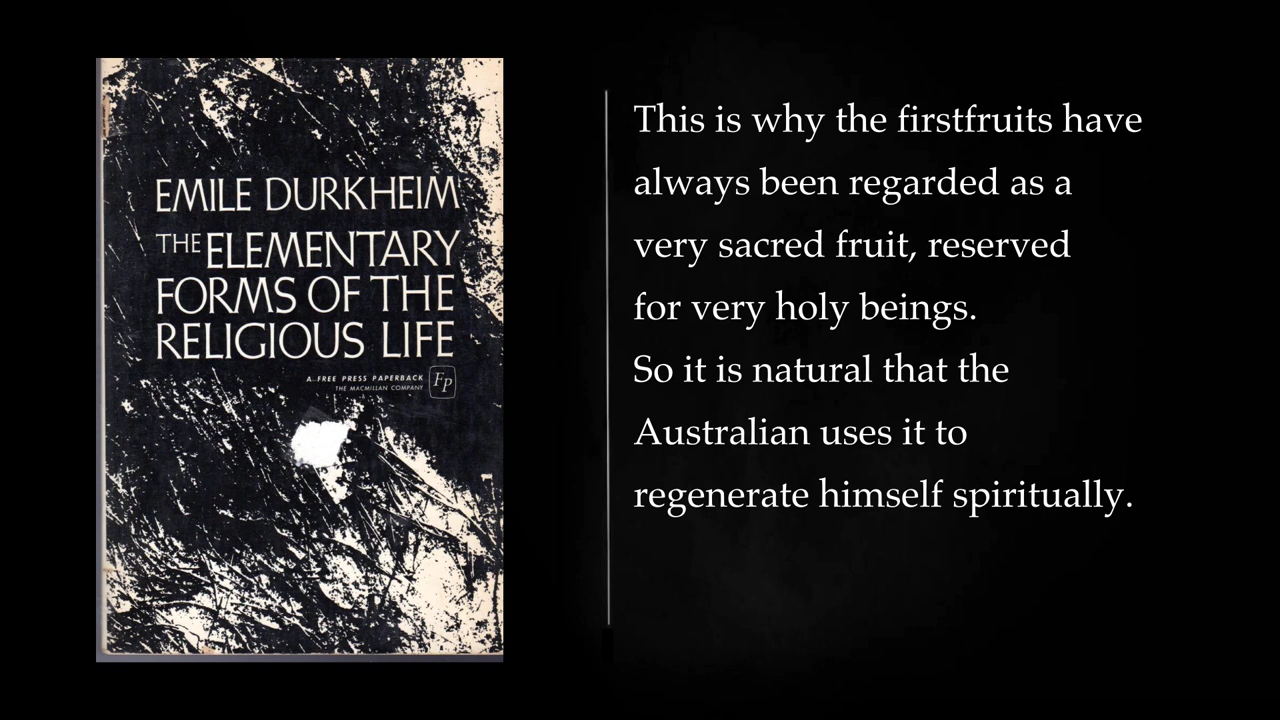 EMILE DURKHEIM
THE ELEMENTARY
FORMS OF THE
RELIGIOUS LIFE
A FREE PRESS PAPERBACK
THE MACMILLAN COMPANY
FP
This is why the firstfruits have
always been regarded as a
very sacred fruit, reserved
for very holy beings.
So it is natural that the
Australian uses it to
regenerate himself spiritually.